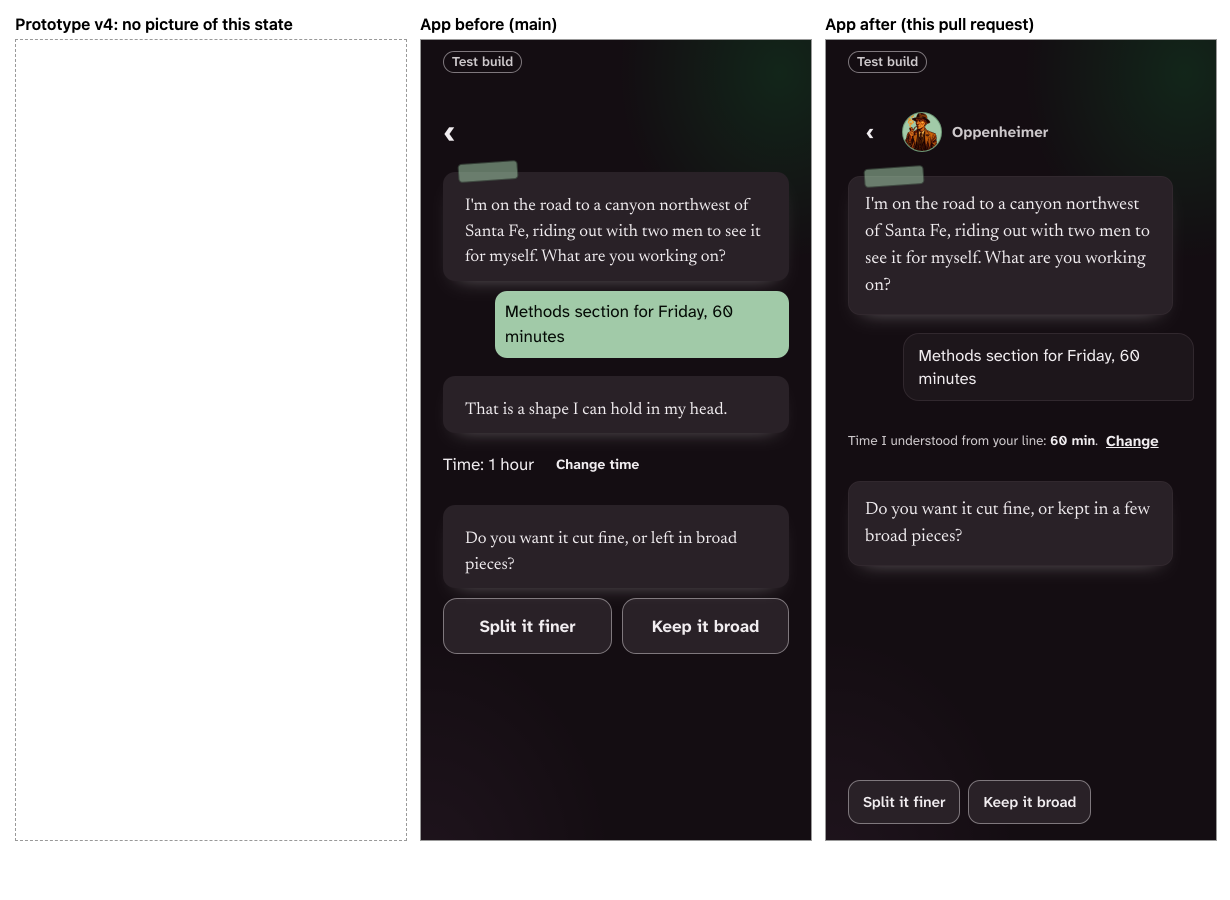 Prototype v4: no picture of this state
App before (main)
Test build
‹
I'm on the road to a canyon northwest of
Santa Fe, riding out with two men to see it
for myself. What are you working on?
Methods section for Friday, 60
minutes
That is a shape I can hold in my head.
Time: 1 hour Change time
Do you want it cut fine, or left in broad
pieces?
Split it finer Keep it broad
App after (this pull request)
Test build
‹ Oppenheimer
I'm on the road to a canyon northwest
of Santa Fe, riding out with two men to
see it for myself. What are you working
on?
Methods section for Friday, 60
minutes
Time I understood from your line: 60 min. Change
Do you want it cut fine, or kept in a few
broad pieces?
Split it finer Keep it broad